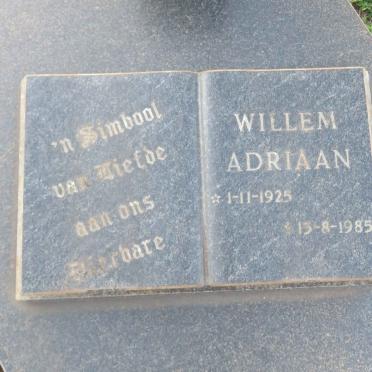 'n Simbool
van Liefde
aan ons
Dierbare
WILLEM
ADRIAAN
☆ 1-11-1925
✝ 15-8-1985